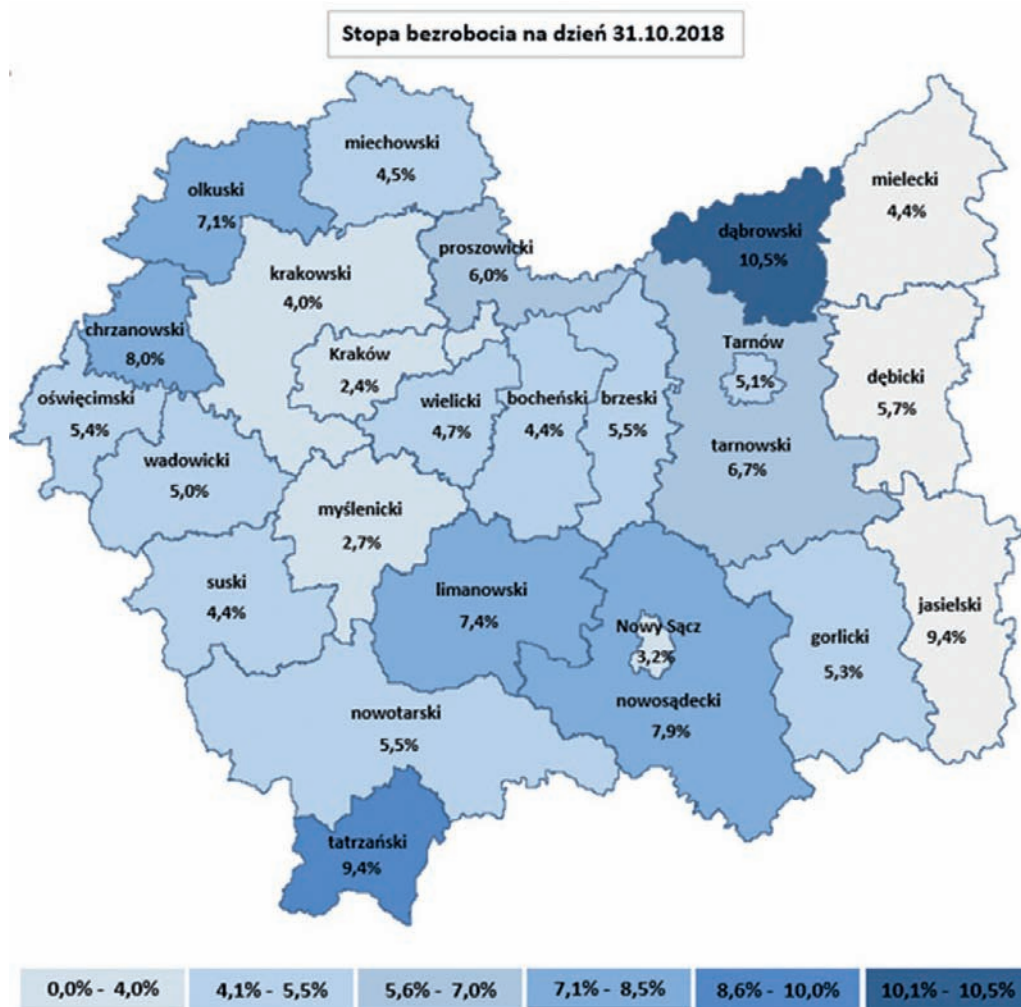 Stopa bezrobocia na dzień 31.10.2018
miechowski
4,5%
olkuski
7,1%
mielecki
4,4%
dąbrowski
10,5%
proszowicki
6,0%
krakowski
4,0%
chrzanowski
8,0%
Kraków
2,4%
Tarnów
5,1%
dębicki
5,7%
oświęcimski
5,4%
wielicki
4,7%
bocheński
4,4%
brzeski
5,5%
wadowicki
5,0%
tarnowski
6,7%
myślenicki
2,7%
suski
4,4%
limanowski
7,4%
Nowy Sącz
3,2%
gorlicki
5,3%
jasielski
9,4%
nowosądecki
7,9%
nowotarski
5,5%
tatrzański
9,4%
0,0% - 4,0%
4,1% - 5,5%
5,6% - 7,0%
7,1% - 8,5%
8,6% - 10,0%
10,1% - 10,5%